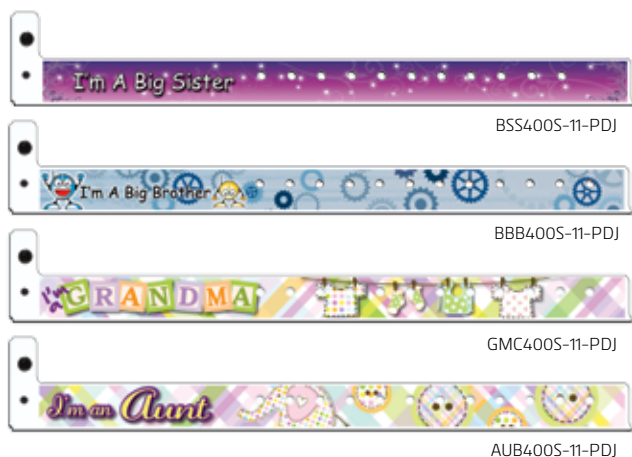 I'm A Big Sister
BSS400S-11-PDJ
I'm A Big Brother
BBB400S-11-PDJ
I'm a GRANDMA
GMC400S-11-PDJ
I'm an Aunt
AUB400S-11-PDJ